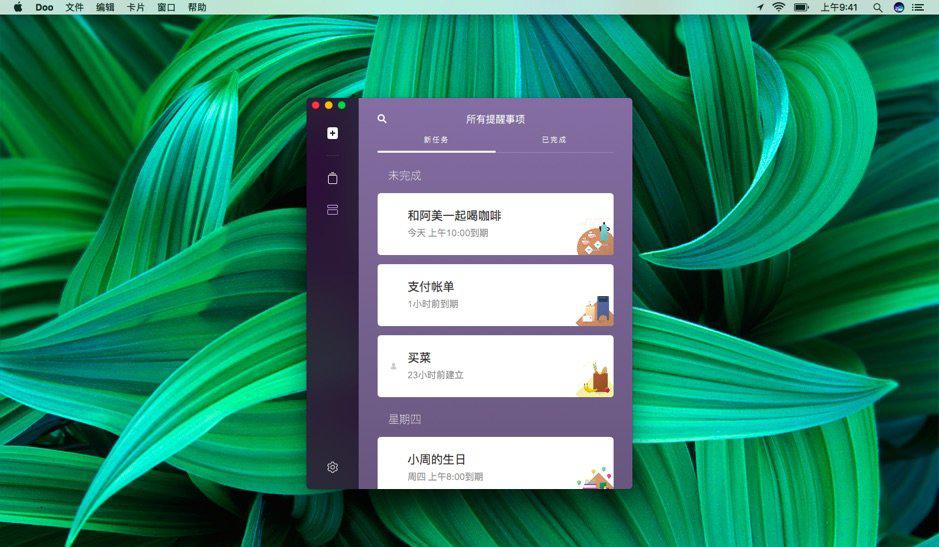 Doo 文件 编辑 卡片 窗口 帮助 上午9:41
所有提醒事项
新任务 已完成
未完成
和阿美一起喝咖啡
今天 上午10:00到期
支付帐单
1小时前到期
买菜
23小时前建立
星期四
小周的生日
周四 上午8:00到期